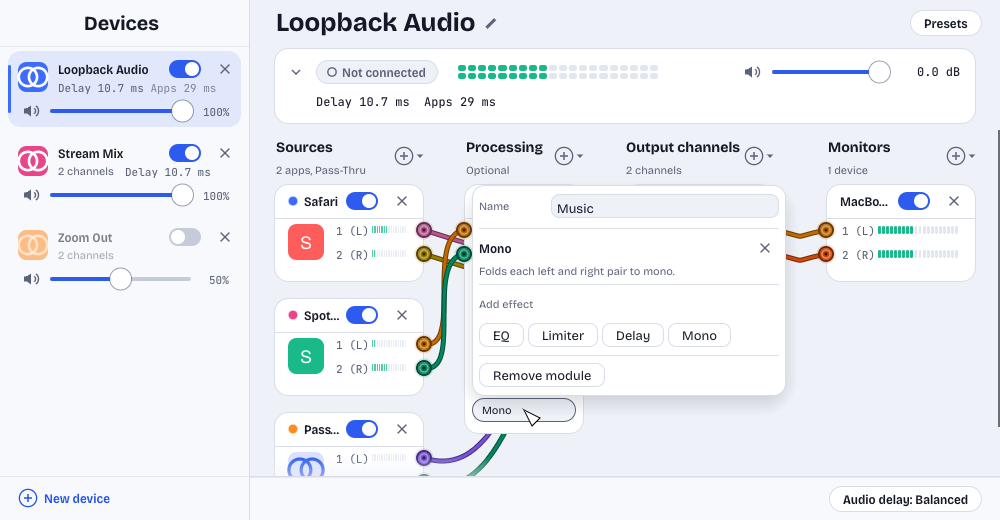 Devices
Loopback Audio
Delay 10.7 ms Apps 29 ms
100%
Stream Mix
2 channels Delay 10.7 ms
100%
Zoom Out
2 channels
50%
New device
Loopback Audio
Presets
Not connected
0.0 dB
Delay 10.7 ms Apps 29 ms
Sources
2 apps, Pass-Thru
Processing
Optional
Output channels
2 channels
Monitors
1 device
Safari
S
1 (L)
2 (R)
Spot...
S
1 (L)
2 (R)
Pass...
1 (L)
Name
Music
Mono
Folds each left and right pair to mono.
Add effect
EQ
Limiter
Delay
Mono
Remove module
Mono
MacBo...
1 (L)
2 (R)
Audio delay: Balanced